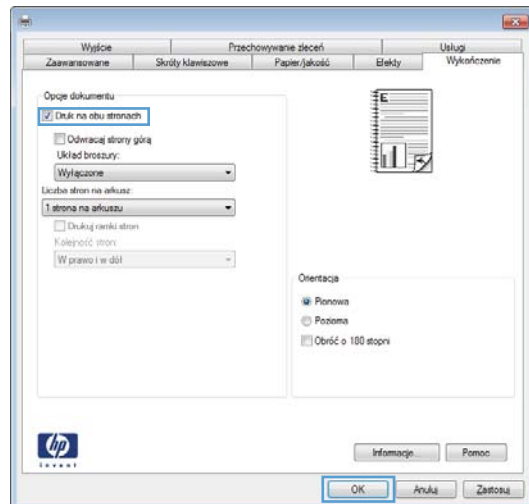 Wyjście Przechowywanie zleceń Usługi
Zaawansowane Skróty klawiszowe Papier/jakość Efekty Wykończenie
Opcje dokumentu
Druk na obu stronach
Odwracaj strony górą
Układ broszury:
Wyłączone
Liczba stron na arkusz:
1 strona na arkuszu
Drukuj ramki stron
Kolejność stron:
W prawo i w dół
E
Orientacja
Pionowa
Pozioma
Obróć o 180 stopni
hp
invent
Informacje... Pomoc
OK Anuluj Zastosuj